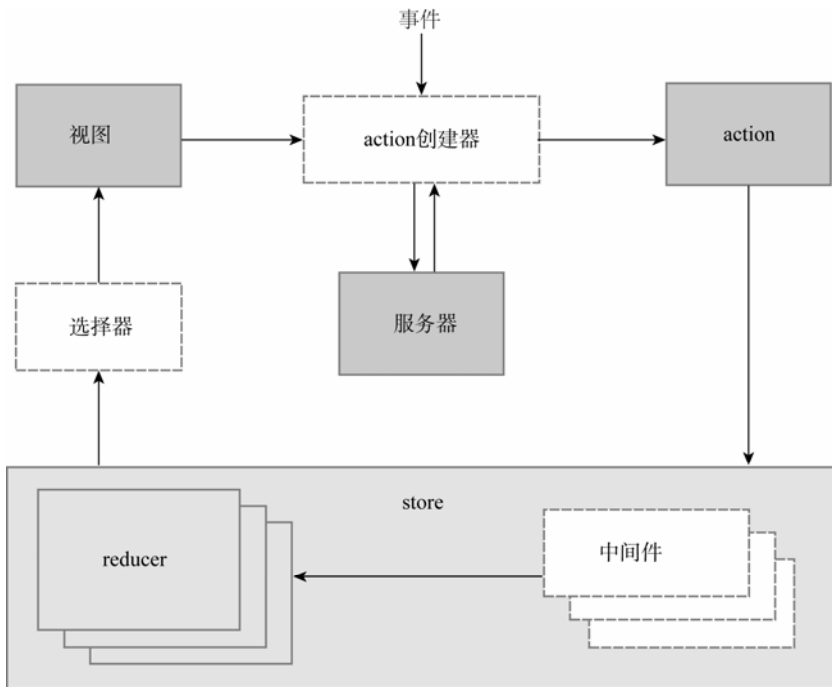 事件
视图
action创建器
action
选择器
服务器
store
reducer
中间件